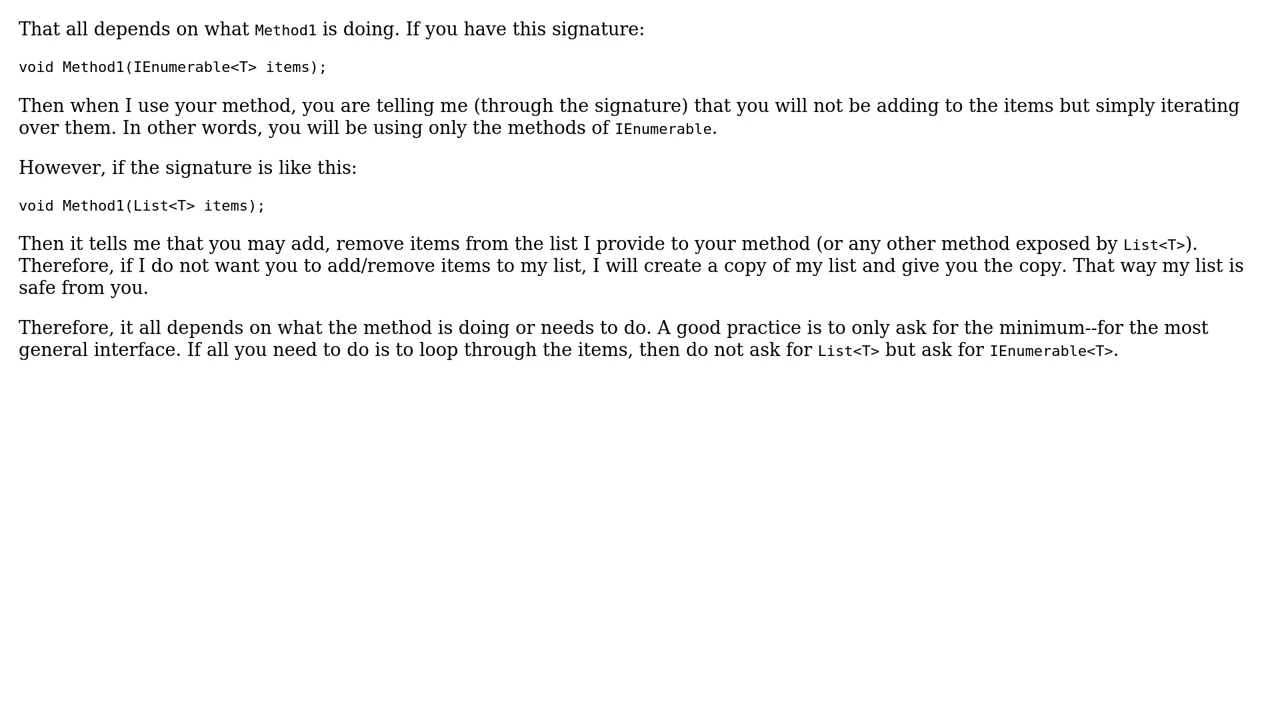 That all depends on what Method1 is doing. If you have this signature:
void Method1(IEnumerable<T> items);
Then when I use your method, you are telling me (through the signature) that you will not be adding to the items but simply iterating
over them. In other words, you will be using only the methods of IEnumerable.
However, if the signature is like this:
void Method1(List<T> items);
Then it tells me that you may add, remove items from the list I provide to your method (or any other method exposed by List<T>).
Therefore, if I do not want you to add/remove items to my list, I will create a copy of my list and give you the copy. That way my list is
safe from you.
Therefore, it all depends on what the method is doing or needs to do. A good practice is to only ask for the minimum--for the most
general interface. If all you need to do is to loop through the items, then do not ask for List<T> but ask for IEnumerable<T>.